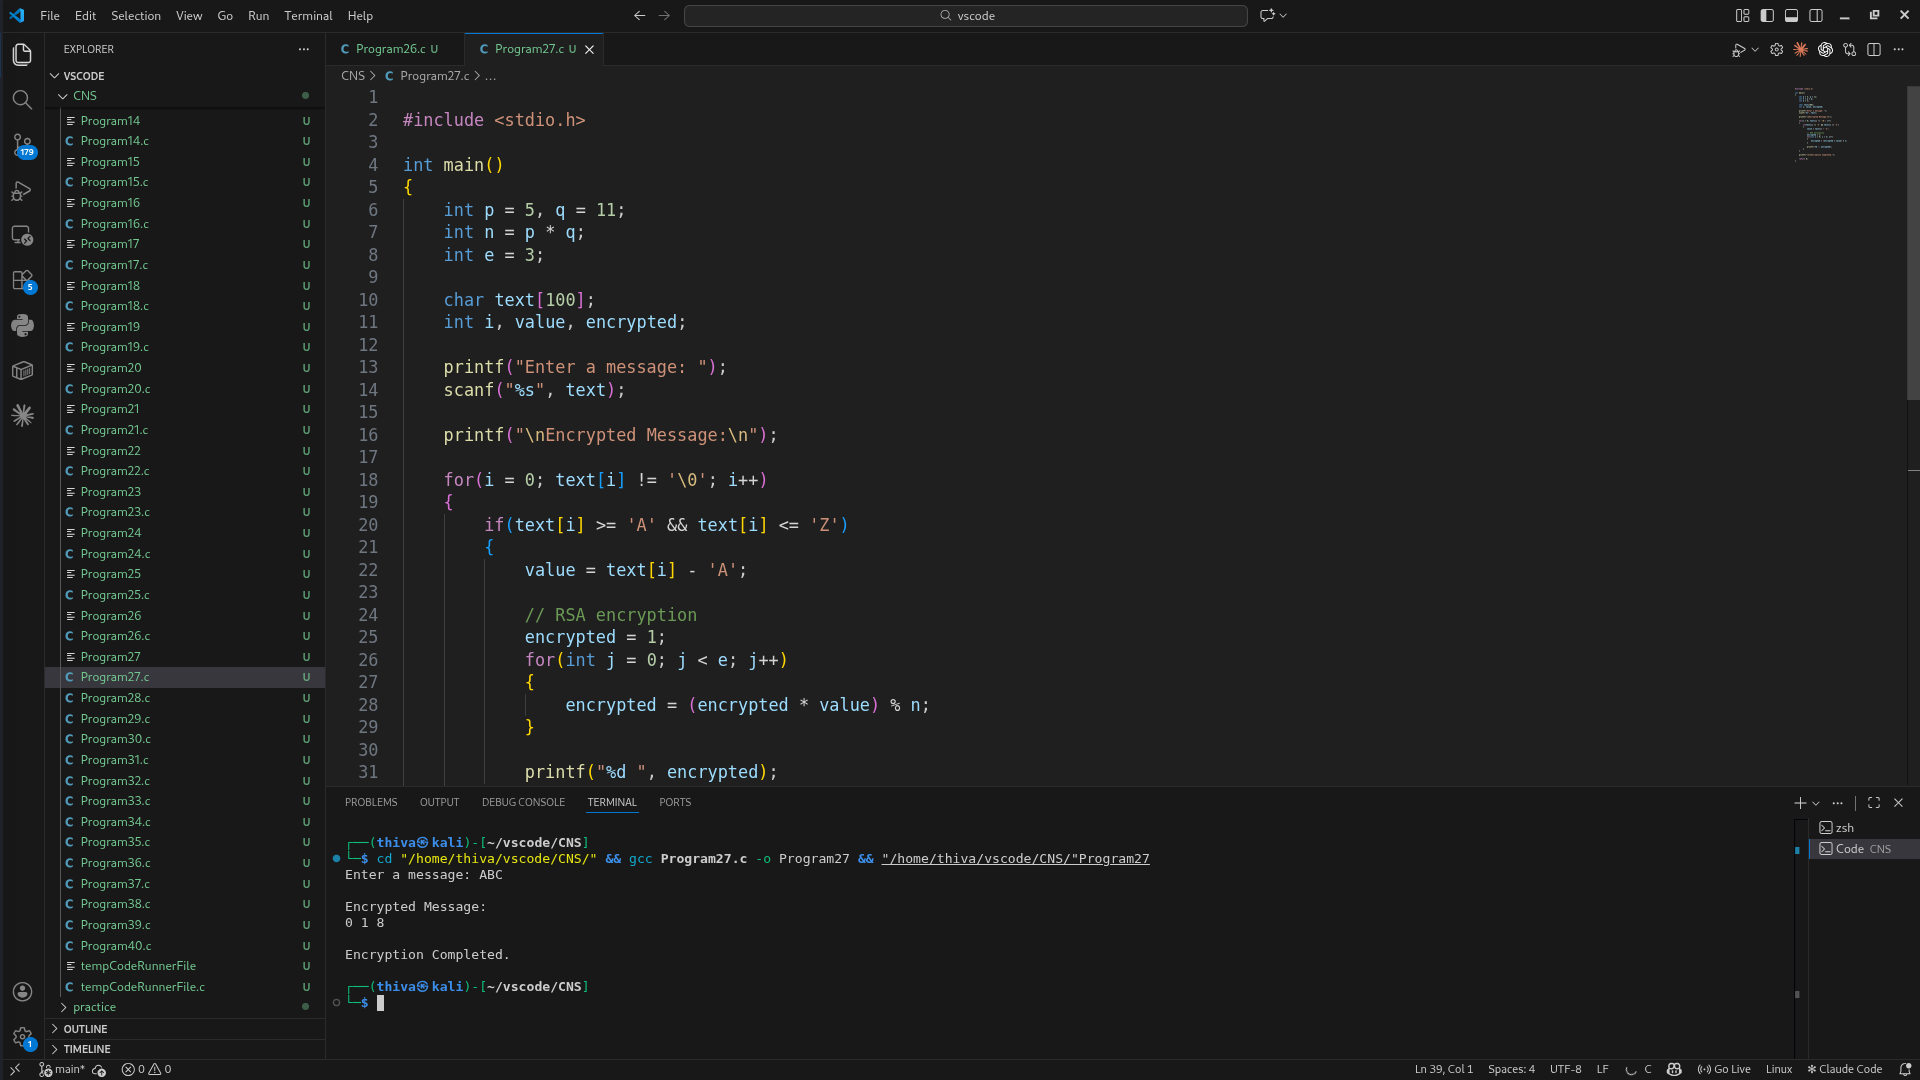 File Edit Selection View Go Run Terminal Help
vscode
EXPLORER
VSCODE
CNS
Program14 U
Program14.c U
Program15 U
Program15.c U
Program16 U
Program16.c U
Program17 U
Program17.c U
Program18 U
Program18.c U
Program19 U
Program19.c U
Program20 U
Program20.c U
Program21 U
Program21.c U
Program22 U
Program22.c U
Program23 U
Program23.c U
Program24 U
Program24.c U
Program25 U
Program25.c U
Program26 U
Program26.c U
Program27 U
Program27.c U
Program28.c U
Program29.c U
Program30.c U
Program31.c U
Program32.c U
Program33.c U
Program34.c U
Program35.c U
Program36.c U
Program37.c U
Program38.c U
Program39.c U
Program40.c U
tempCodeRunnerFile U
tempCodeRunnerFile.c U
practice
OUTLINE
TIMELINE
179
5
1
C Program26.c U C Program27.c U
CNS > C Program27.c > ...
1
2 #include <stdio.h>
3
4 int main()
5 {
6 int p = 5, q = 11;
7 int n = p * q;
8 int e = 3;
9
10 char text[100];
11 int i, value, encrypted;
12
13 printf("Enter a message: ");
14 scanf("%s", text);
15
16 printf("\nEncrypted Message:\n");
17
18 for(i = 0; text[i] != '\0'; i++)
19 {
20 if(text[i] >= 'A' && text[i] <= 'Z')
21 {
22 value = text[i] - 'A';
23
24 // RSA encryption
25 encrypted = 1;
26 for(int j = 0; j < e; j++)
27 {
28 encrypted = (encrypted * value) % n;
29 }
30
31 printf("%d ", encrypted);
PROBLEMS OUTPUT DEBUG CONSOLE TERMINAL PORTS
┌──(thiva㉿kali)-[~/vscode/CNS]
└─$ cd "/home/thiva/vscode/CNS/" && gcc Program27.c -o Program27 && "/home/thiva/vscode/CNS/"Program27
Enter a message: ABC
Encrypted Message:
0 1 8
Encryption Completed.
┌──(thiva㉿kali)-[~/vscode/CNS]
└─$
zsh
Code CNS
main* 0 0 Ln 39, Col 1 Spaces: 4 UTF-8 LF C Go Live Linux Claude Code